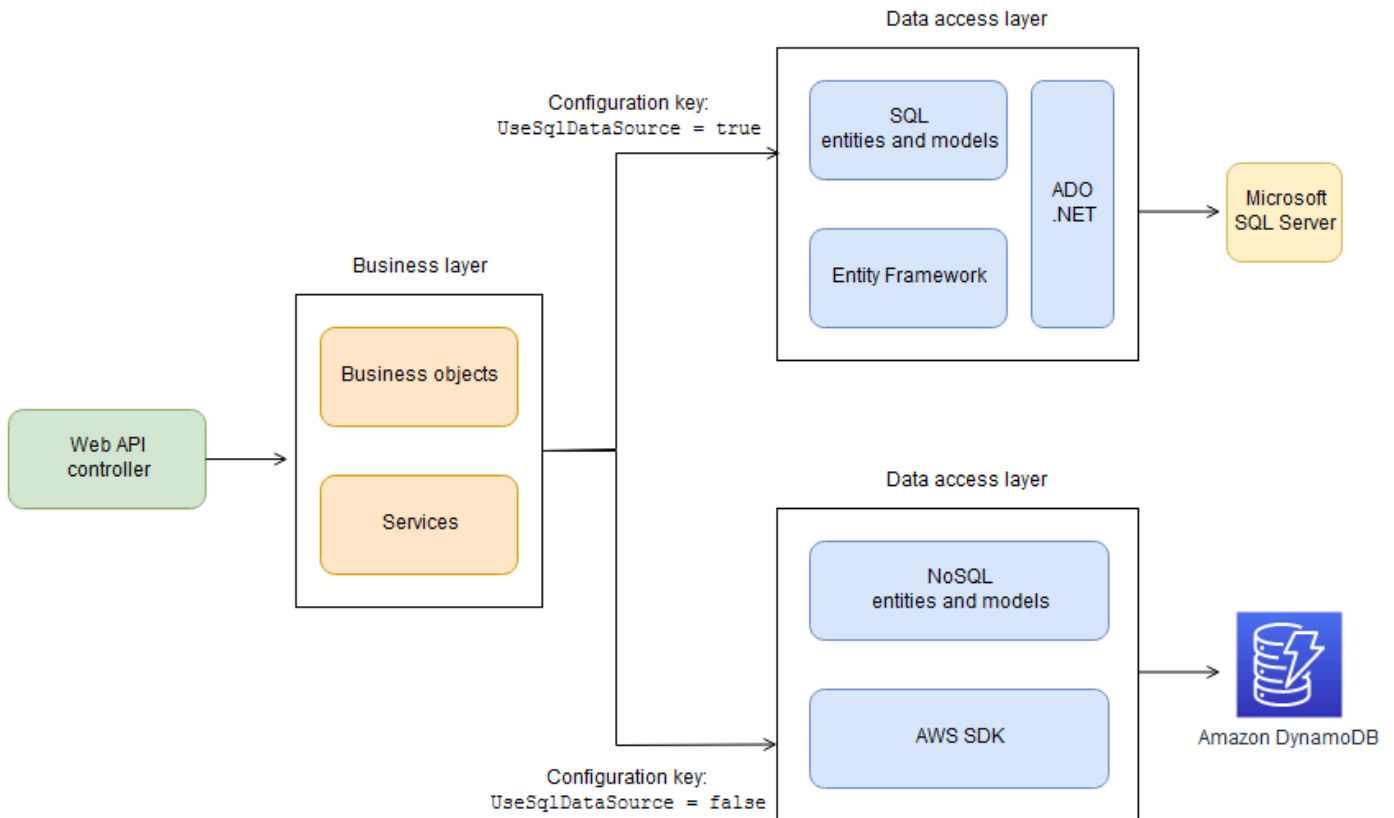 Data access layer
Configuration key:
UseSqlDataSource = true
SQL
entities and models
ADO
.NET
Entity Framework
Microsoft
SQL Server
Business layer
Business objects
Services
Web API
controller
Data access layer
NoSQL
entities and models
AWS SDK
Amazon DynamoDB
Configuration key:
UseSqlDataSource = false